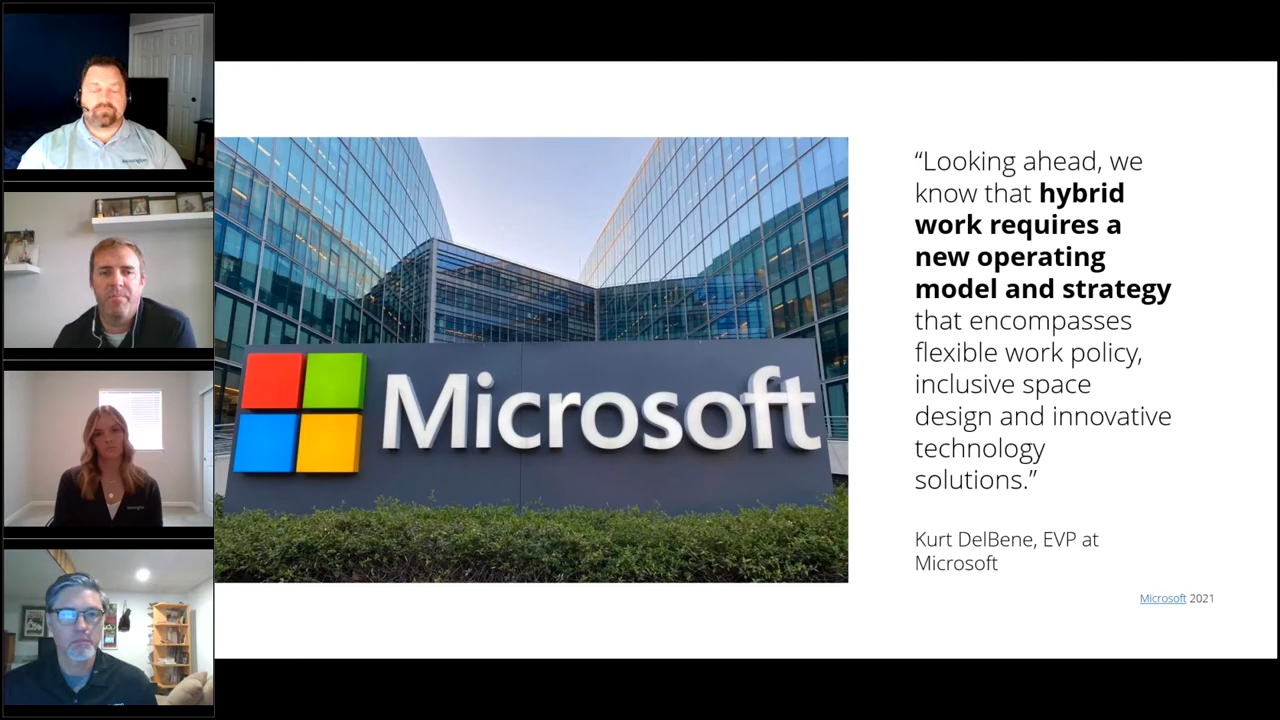 Microsoft
“Looking ahead, we
know that hybrid
work requires a
new operating
model and strategy
that encompasses
flexible work policy,
inclusive space
design and innovative
technology
solutions.”
Kurt DelBene, EVP at
Microsoft
Microsoft 2021